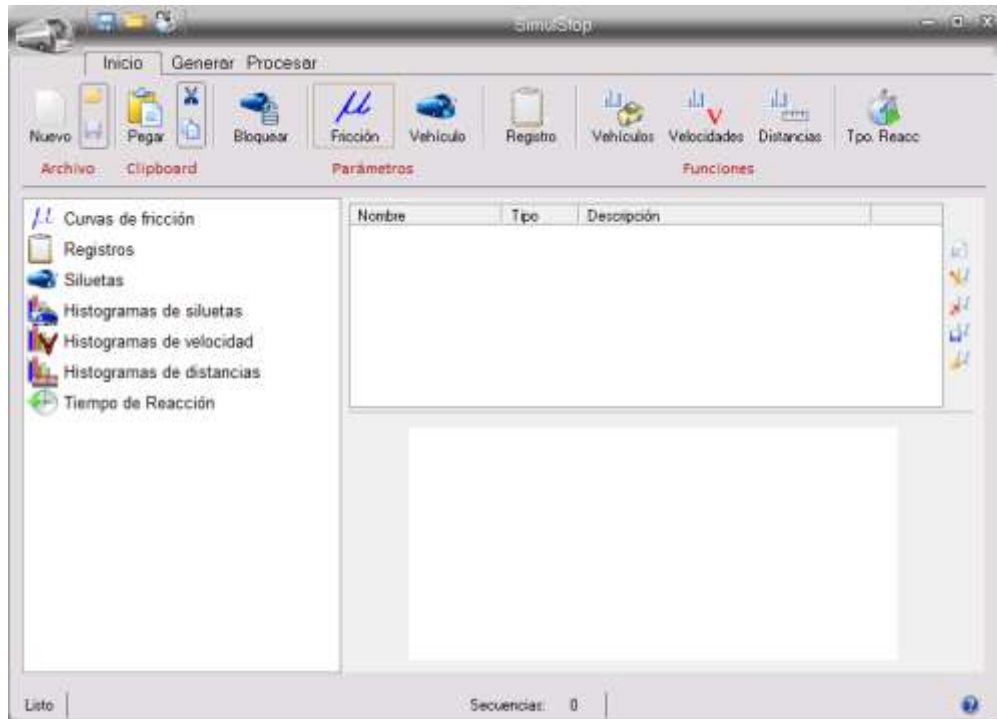 SimulStop
Inicio Generar Procesar
Nuevo Pegar Bloquear Fricción Vehículo Registro Vehículos Velocidades Distancias Tpo. Reacc
Archivo Clipboard Parámetros Funciones
μ Curvas de fricción
Registros
Siluetas
Histogramas de siluetas
Histogramas de velocidad
Histogramas de distancias
Tiempo de Reacción
Nombre Tipo Descripción
Listo Secuencias: 0